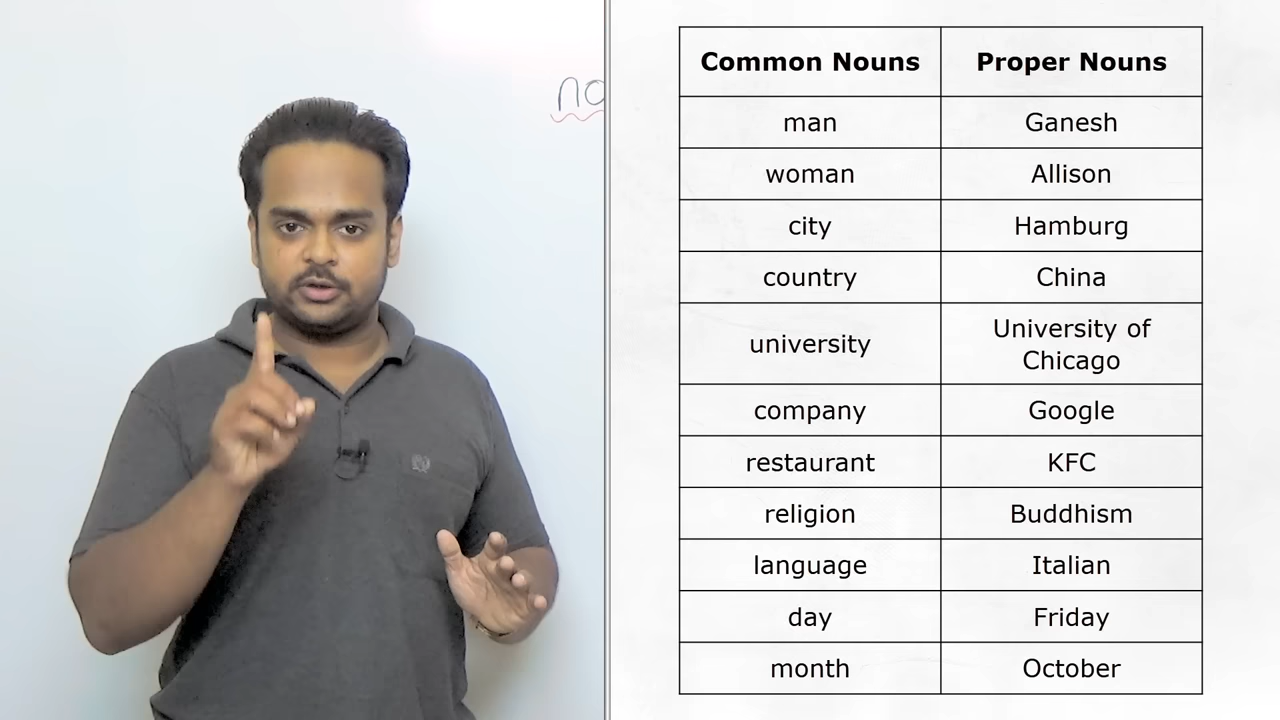 no
Common Nouns Proper Nouns
man Ganesh
woman Allison
city Hamburg
country China
university University of
Chicago
company Google
restaurant KFC
religion Buddhism
language Italian
day Friday
month October